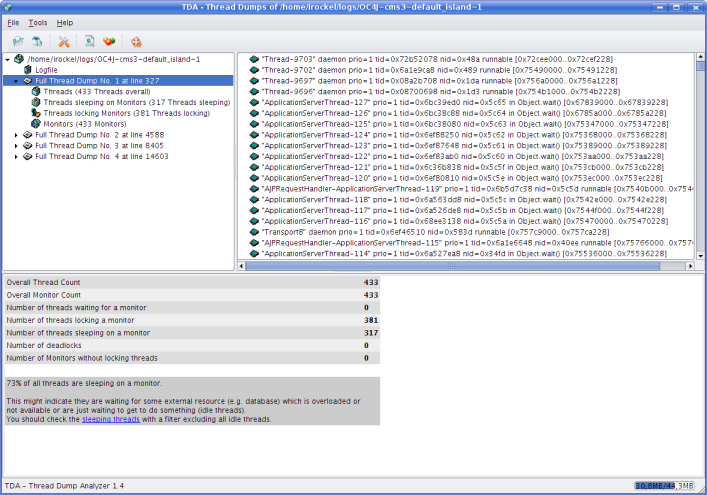 TDA - Thread Dumps of /home/irockel/logs/OC4J~cms3~default_island~1
File Tools Help
/home/irockel/logs/OC4J~cms3~default_island~1
Logfile
Full Thread Dump No. 1 at line 327
Threads (433 Threads overall)
Threads sleeping on Monitors (317 Threads sleeping)
Threads locking Monitors (381 Threads locking)
Monitors (433 Monitors)
Full Thread Dump No. 2 at line 4588
Full Thread Dump No. 3 at line 8405
Full Thread Dump No. 4 at line 14603
"Thread-9703" daemon prio=1 tid=0x72b52078 nid=0x48a runnable [0x72cee000..0x72cef228]
"Thread-9702" daemon prio=1 tid=0x6a1e9ca8 nid=0x489 runnable [0x75490000..0x75491228]
"Thread-9697" daemon prio=1 tid=0x08a2b708 nid=0x1da runnable [0x756a0000..0x756a1228]
"Thread-9696" daemon prio=1 tid=0x08700698 nid=0x1d3 runnable [0x754b1000..0x754b2228]
"ApplicationServerThread-127" prio=1 tid=0x6bc39ed0 nid=0x5c65 in Object.wait() [0x67839000..0x67839228]
"ApplicationServerThread-126" prio=1 tid=0x6bc38c88 nid=0x5c64 in Object.wait() [0x6785a000..0x6785a228]
"ApplicationServerThread-125" prio=1 tid=0x6bc38080 nid=0x5c63 in Object.wait() [0x75347000..0x75347228]
"ApplicationServerThread-124" prio=1 tid=0x6ef88250 nid=0x5c62 in Object.wait() [0x75368000..0x75368228]
"ApplicationServerThread-123" prio=1 tid=0x6ef87648 nid=0x5c61 in Object.wait() [0x75389000..0x75389228]
"ApplicationServerThread-122" prio=1 tid=0x6ef83ab0 nid=0x5c60 in Object.wait() [0x753aa000..0x753aa228]
"ApplicationServerThread-121" prio=1 tid=0x6c36b838 nid=0x5c5f in Object.wait() [0x753cb000..0x753cb228]
"ApplicationServerThread-120" prio=1 tid=0x6ef80810 nid=0x5c5e in Object.wait() [0x753ec000..0x753ec228]
"AJPRequestHandler-ApplicationServerThread-119" prio=1 tid=0x6b5d7c38 nid=0x5c5d runnable [0x7540b000..0x754
"ApplicationServerThread-118" prio=1 tid=0x6a563dd8 nid=0x5c5c in Object.wait() [0x7542e000..0x7542e228]
"ApplicationServerThread-117" prio=1 tid=0x6a526de8 nid=0x5c5b in Object.wait() [0x7544f000..0x7544f228]
"ApplicationServerThread-116" prio=1 tid=0x68ee3138 nid=0x5c5a in Object.wait() [0x75470000..0x75470228]
"Transport8" daemon prio=1 tid=0x6ef46510 nid=0x583d runnable [0x757c9000..0x757ca228]
"AJPRequestHandler-ApplicationServerThread-115" prio=1 tid=0x6a1e6648 nid=0x40ee runnable [0x75766000..0x757
"ApplicationServerThread-114" prio=1 tid=0x6a527ea8 nid=0x34fd in Object.wait() [0x75536000..0x75536228]
Overall Thread Count 433
Overall Monitor Count 433
Number of threads waiting for a monitor 0
Number of threads locking a monitor 381
Number of threads sleeping on a monitor 317
Number of deadlocks 0
Number of Monitors without locking threads 0
73% of all threads are sleeping on a monitor.
This might indicate they are waiting for some external resource (e.g. database) which is overloaded or
not available or are just waiting to get to do something (idle threads).
You should check the sleeping threads with a filter excluding all idle threads.
TDA - Thread Dump Analyzer 1.4
30,8MB/44,3MB